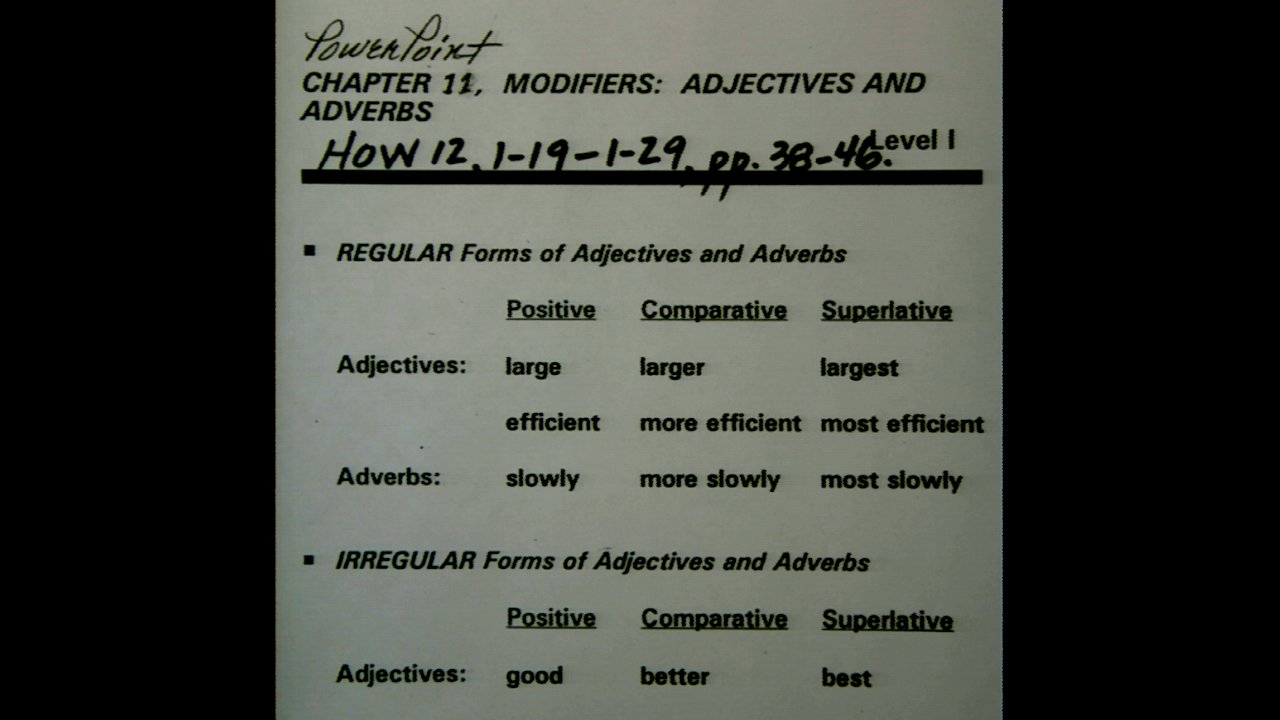 PowerPoint
CHAPTER 11, MODIFIERS: ADJECTIVES AND
ADVERBS
Level I
HOW 12, 1-19-1-29, pp. 38-46.
■ REGULAR Forms of Adjectives and Adverbs
Positive Comparative Superlative
Adjectives: large larger largest
efficient more efficient most efficient
Adverbs: slowly more slowly most slowly
■ IRREGULAR Forms of Adjectives and Adverbs
Positive Comparative Superlative
Adjectives: good better best